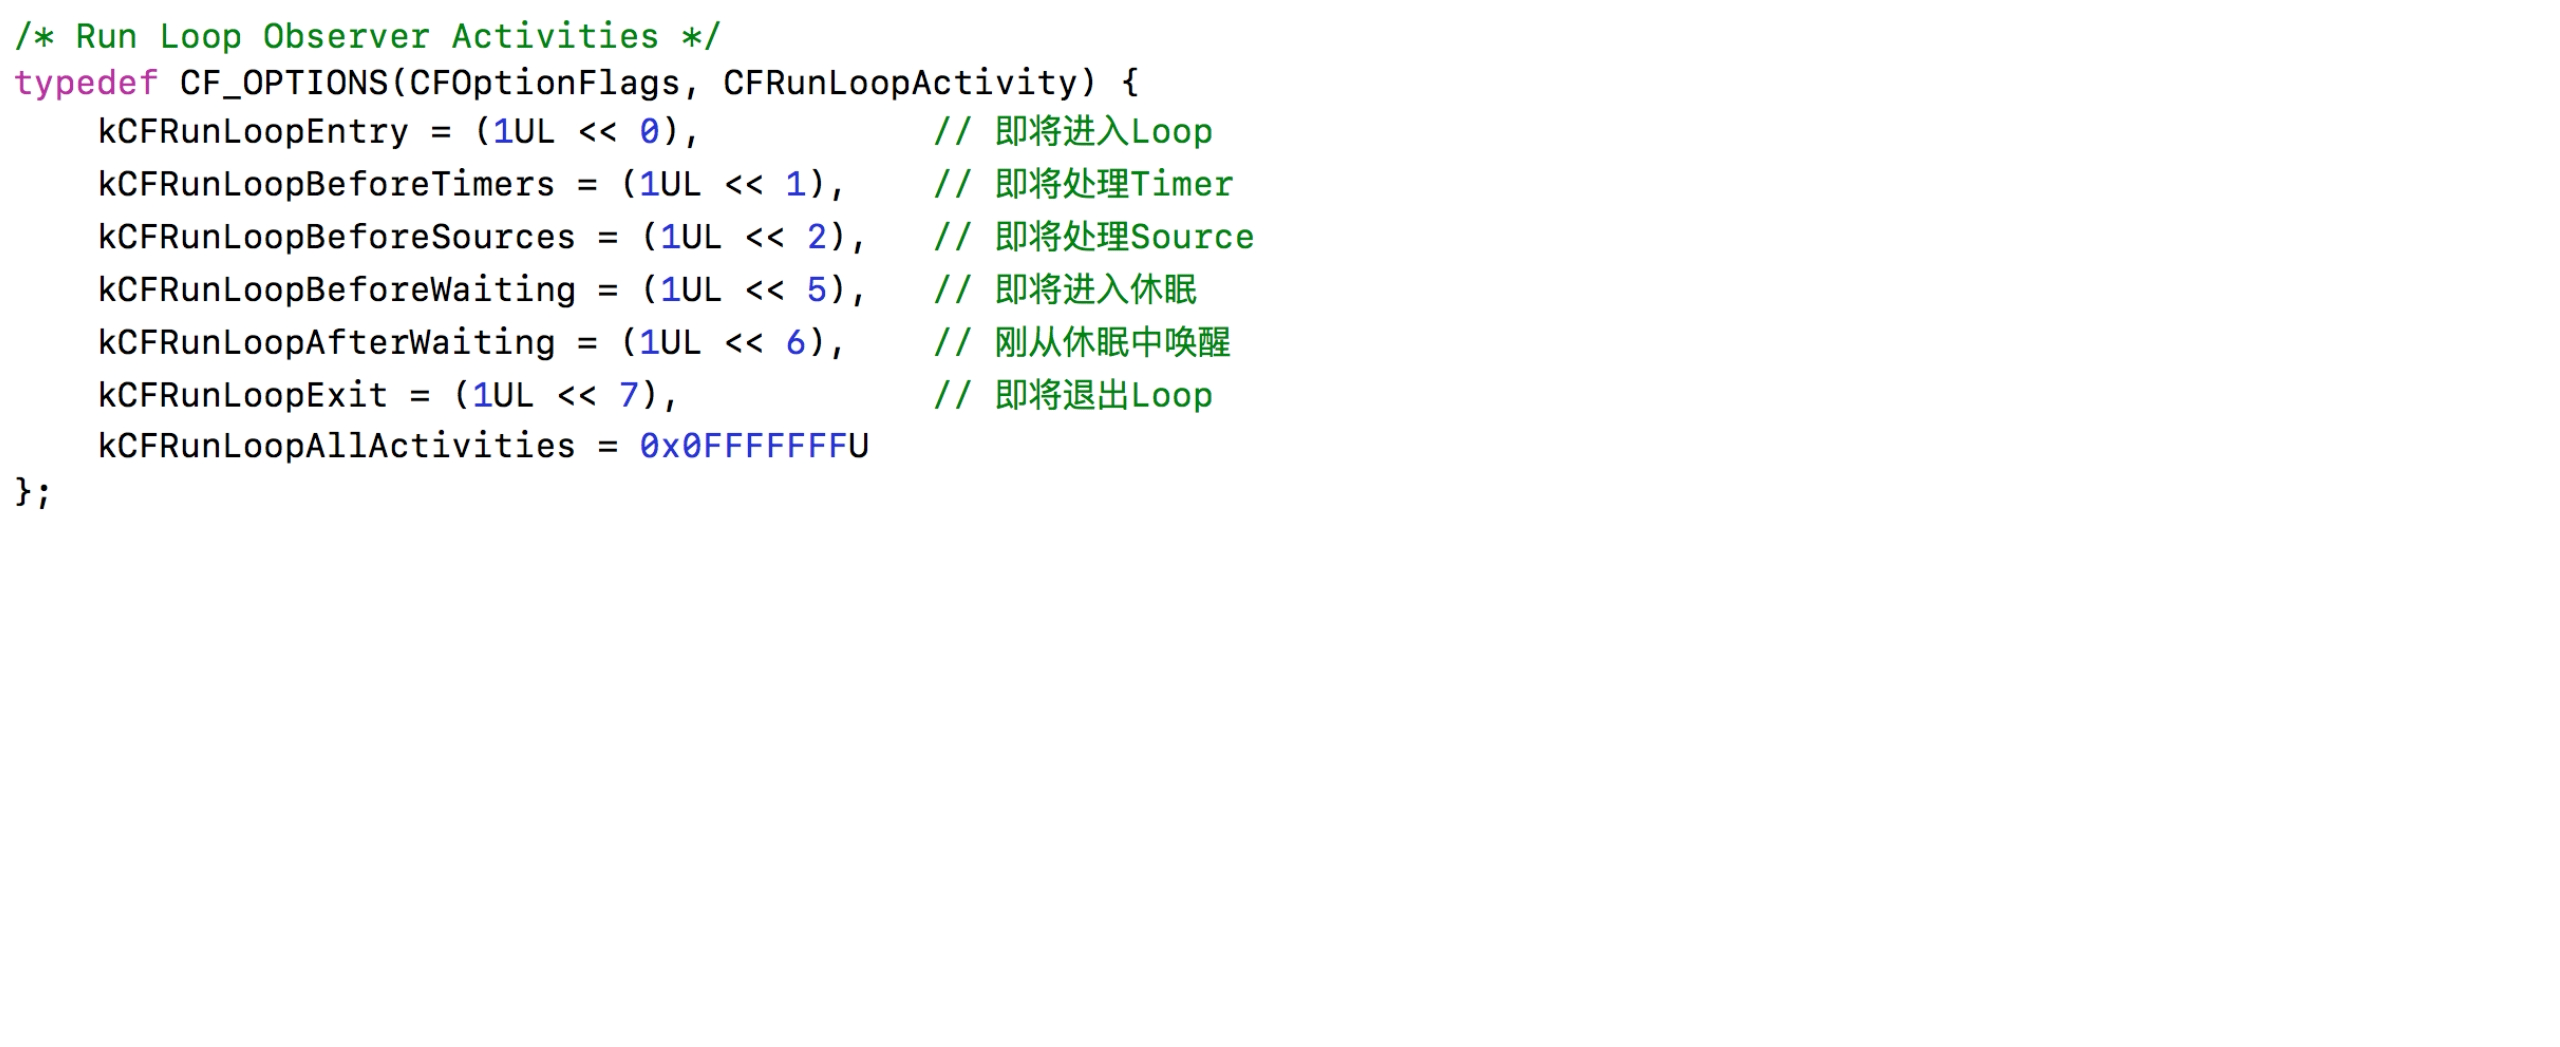 /* Run Loop Observer Activities */
typedef CF_OPTIONS(CFOptionFlags, CFRunLoopActivity) {
    kCFRunLoopEntry = (1UL << 0),           // 即将进入Loop
    kCFRunLoopBeforeTimers = (1UL << 1),    // 即将处理Timer
    kCFRunLoopBeforeSources = (1UL << 2),   // 即将处理Source
    kCFRunLoopBeforeWaiting = (1UL << 5),   // 即将进入休眠
    kCFRunLoopAfterWaiting = (1UL << 6),    // 刚从休眠中唤醒
    kCFRunLoopExit = (1UL << 7),            // 即将退出Loop
    kCFRunLoopAllActivities = 0x0FFFFFFFU
};